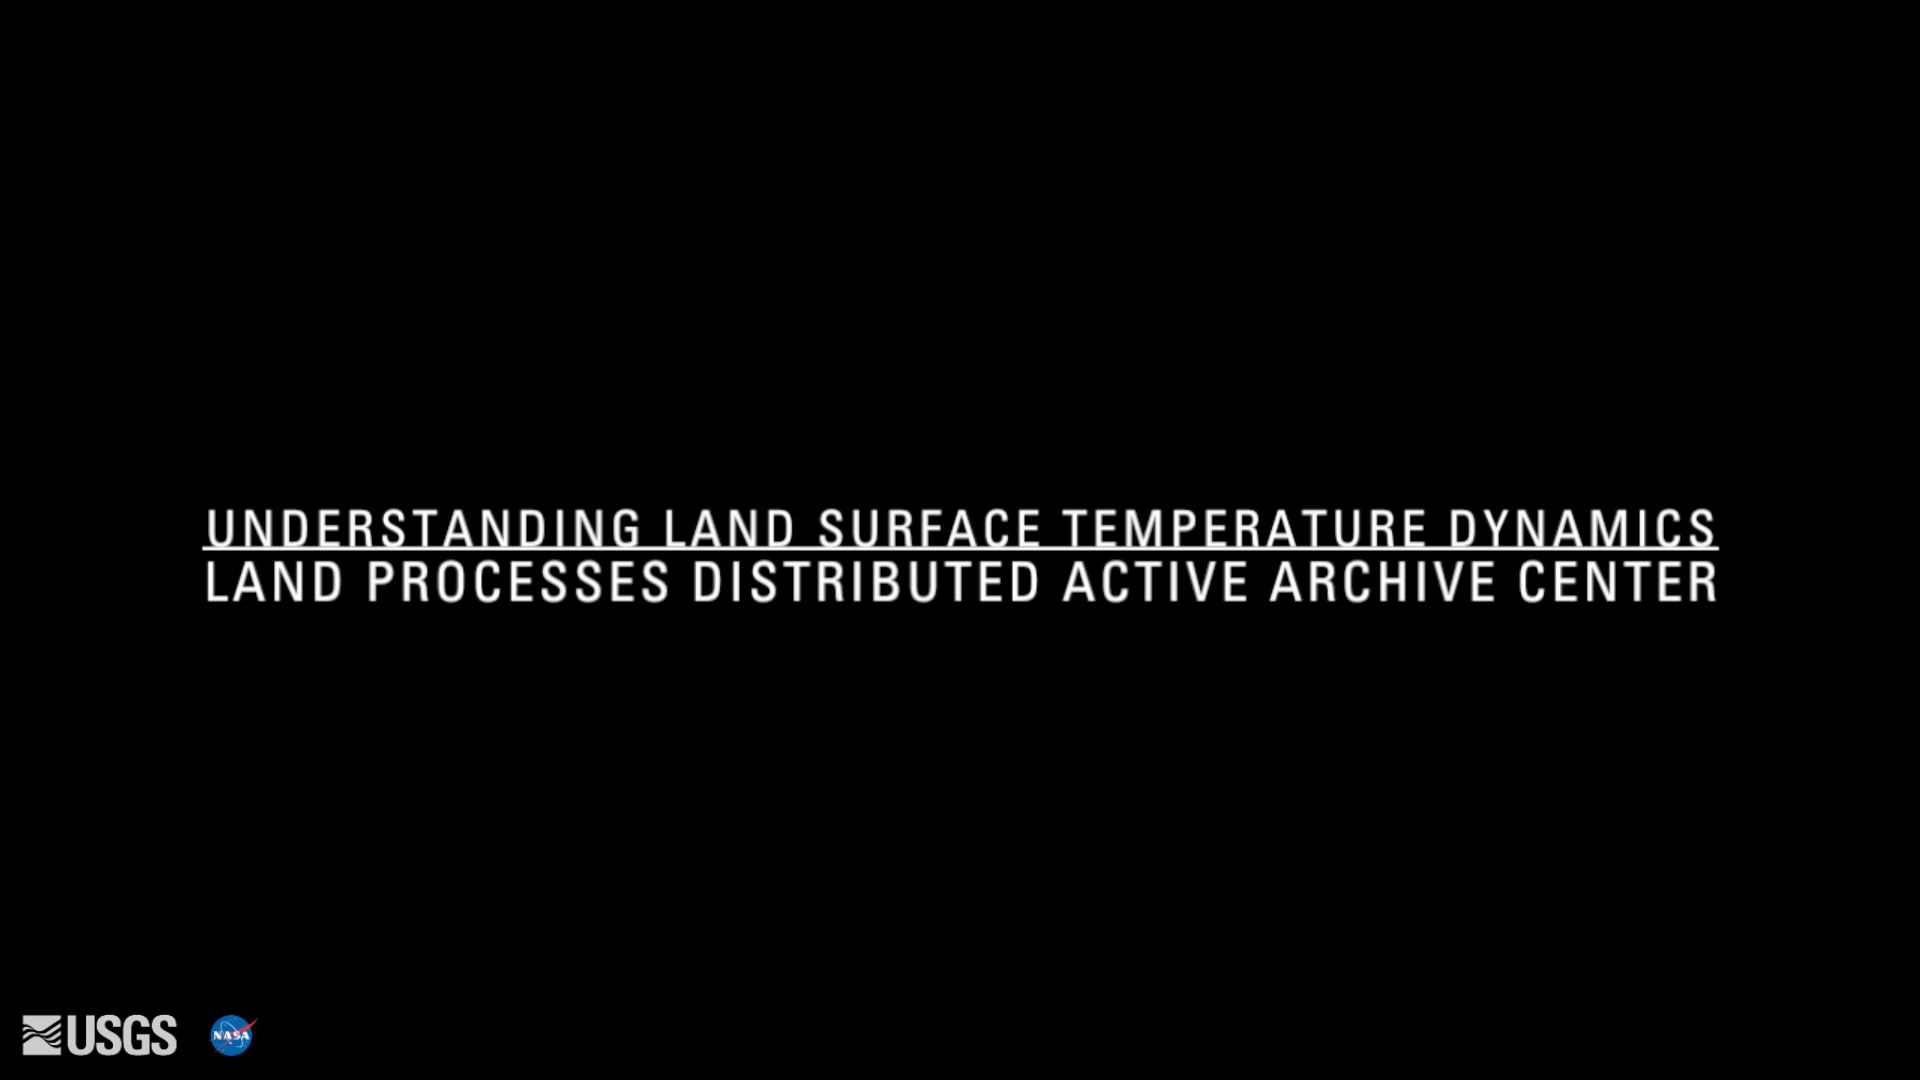 UNDERSTANDING LAND SURFACE TEMPERATURE DYNAMICS
LAND PROCESSES DISTRIBUTED ACTIVE ARCHIVE CENTER
USGS
NASA